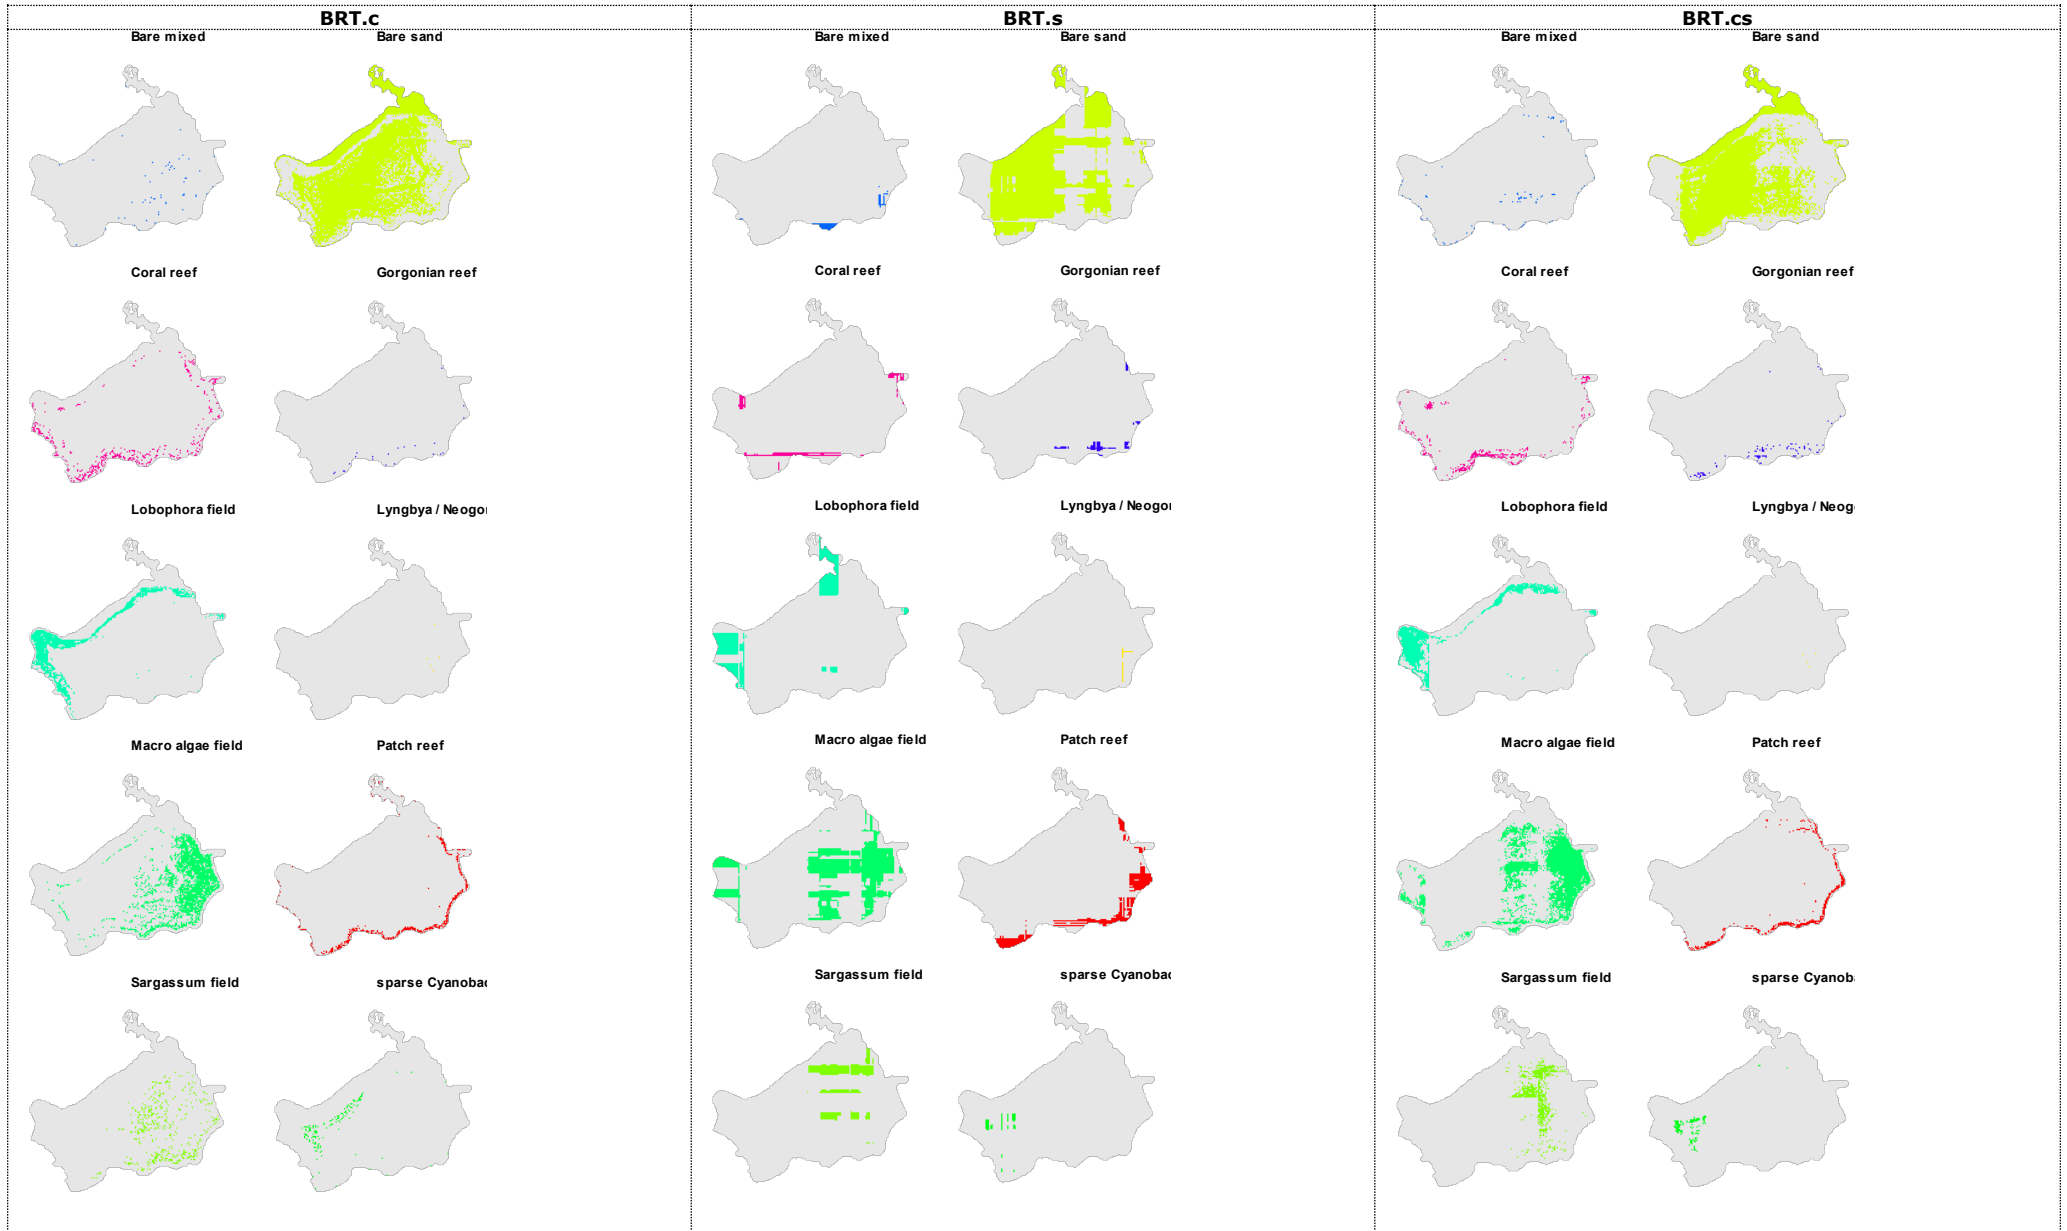 BRT.c
Bare mixed Bare sand
Coral reef Gorgonian reef
Lobophora field Lyngbya / Neogo
Macro algae field Patch reef
Sargassum field sparse Cyanobac
BRT.s
Bare mixed Bare sand
Coral reef Gorgonian reef
Lobophora field Lyngbya / Neogo
Macro algae field Patch reef
Sargassum field sparse Cyanobac
BRT.cs
Bare mixed Bare sand
Coral reef Gorgonian reef
Lobophora field Lyngbya / Neog
Macro algae field Patch reef
Sargassum field sparse Cyanob